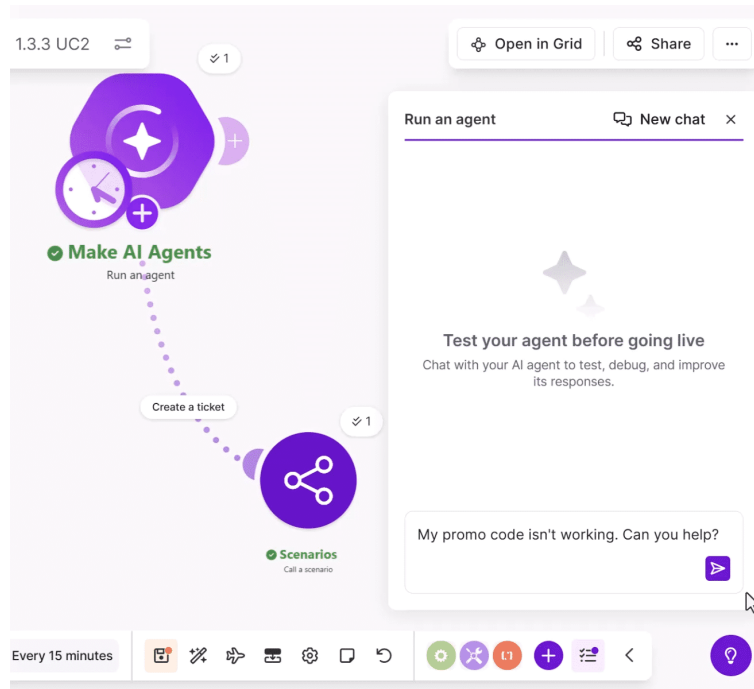 1.3.3 UC2
1
Open in Grid
Share
Run an agent
New chat
Make AI Agents
Run an agent
Test your agent before going live
Chat with your AI agent to test, debug, and improve
its responses.
Create a ticket
1
Scenarios
Call a scenario
My promo code isn't working. Can you help?
Every 15 minutes